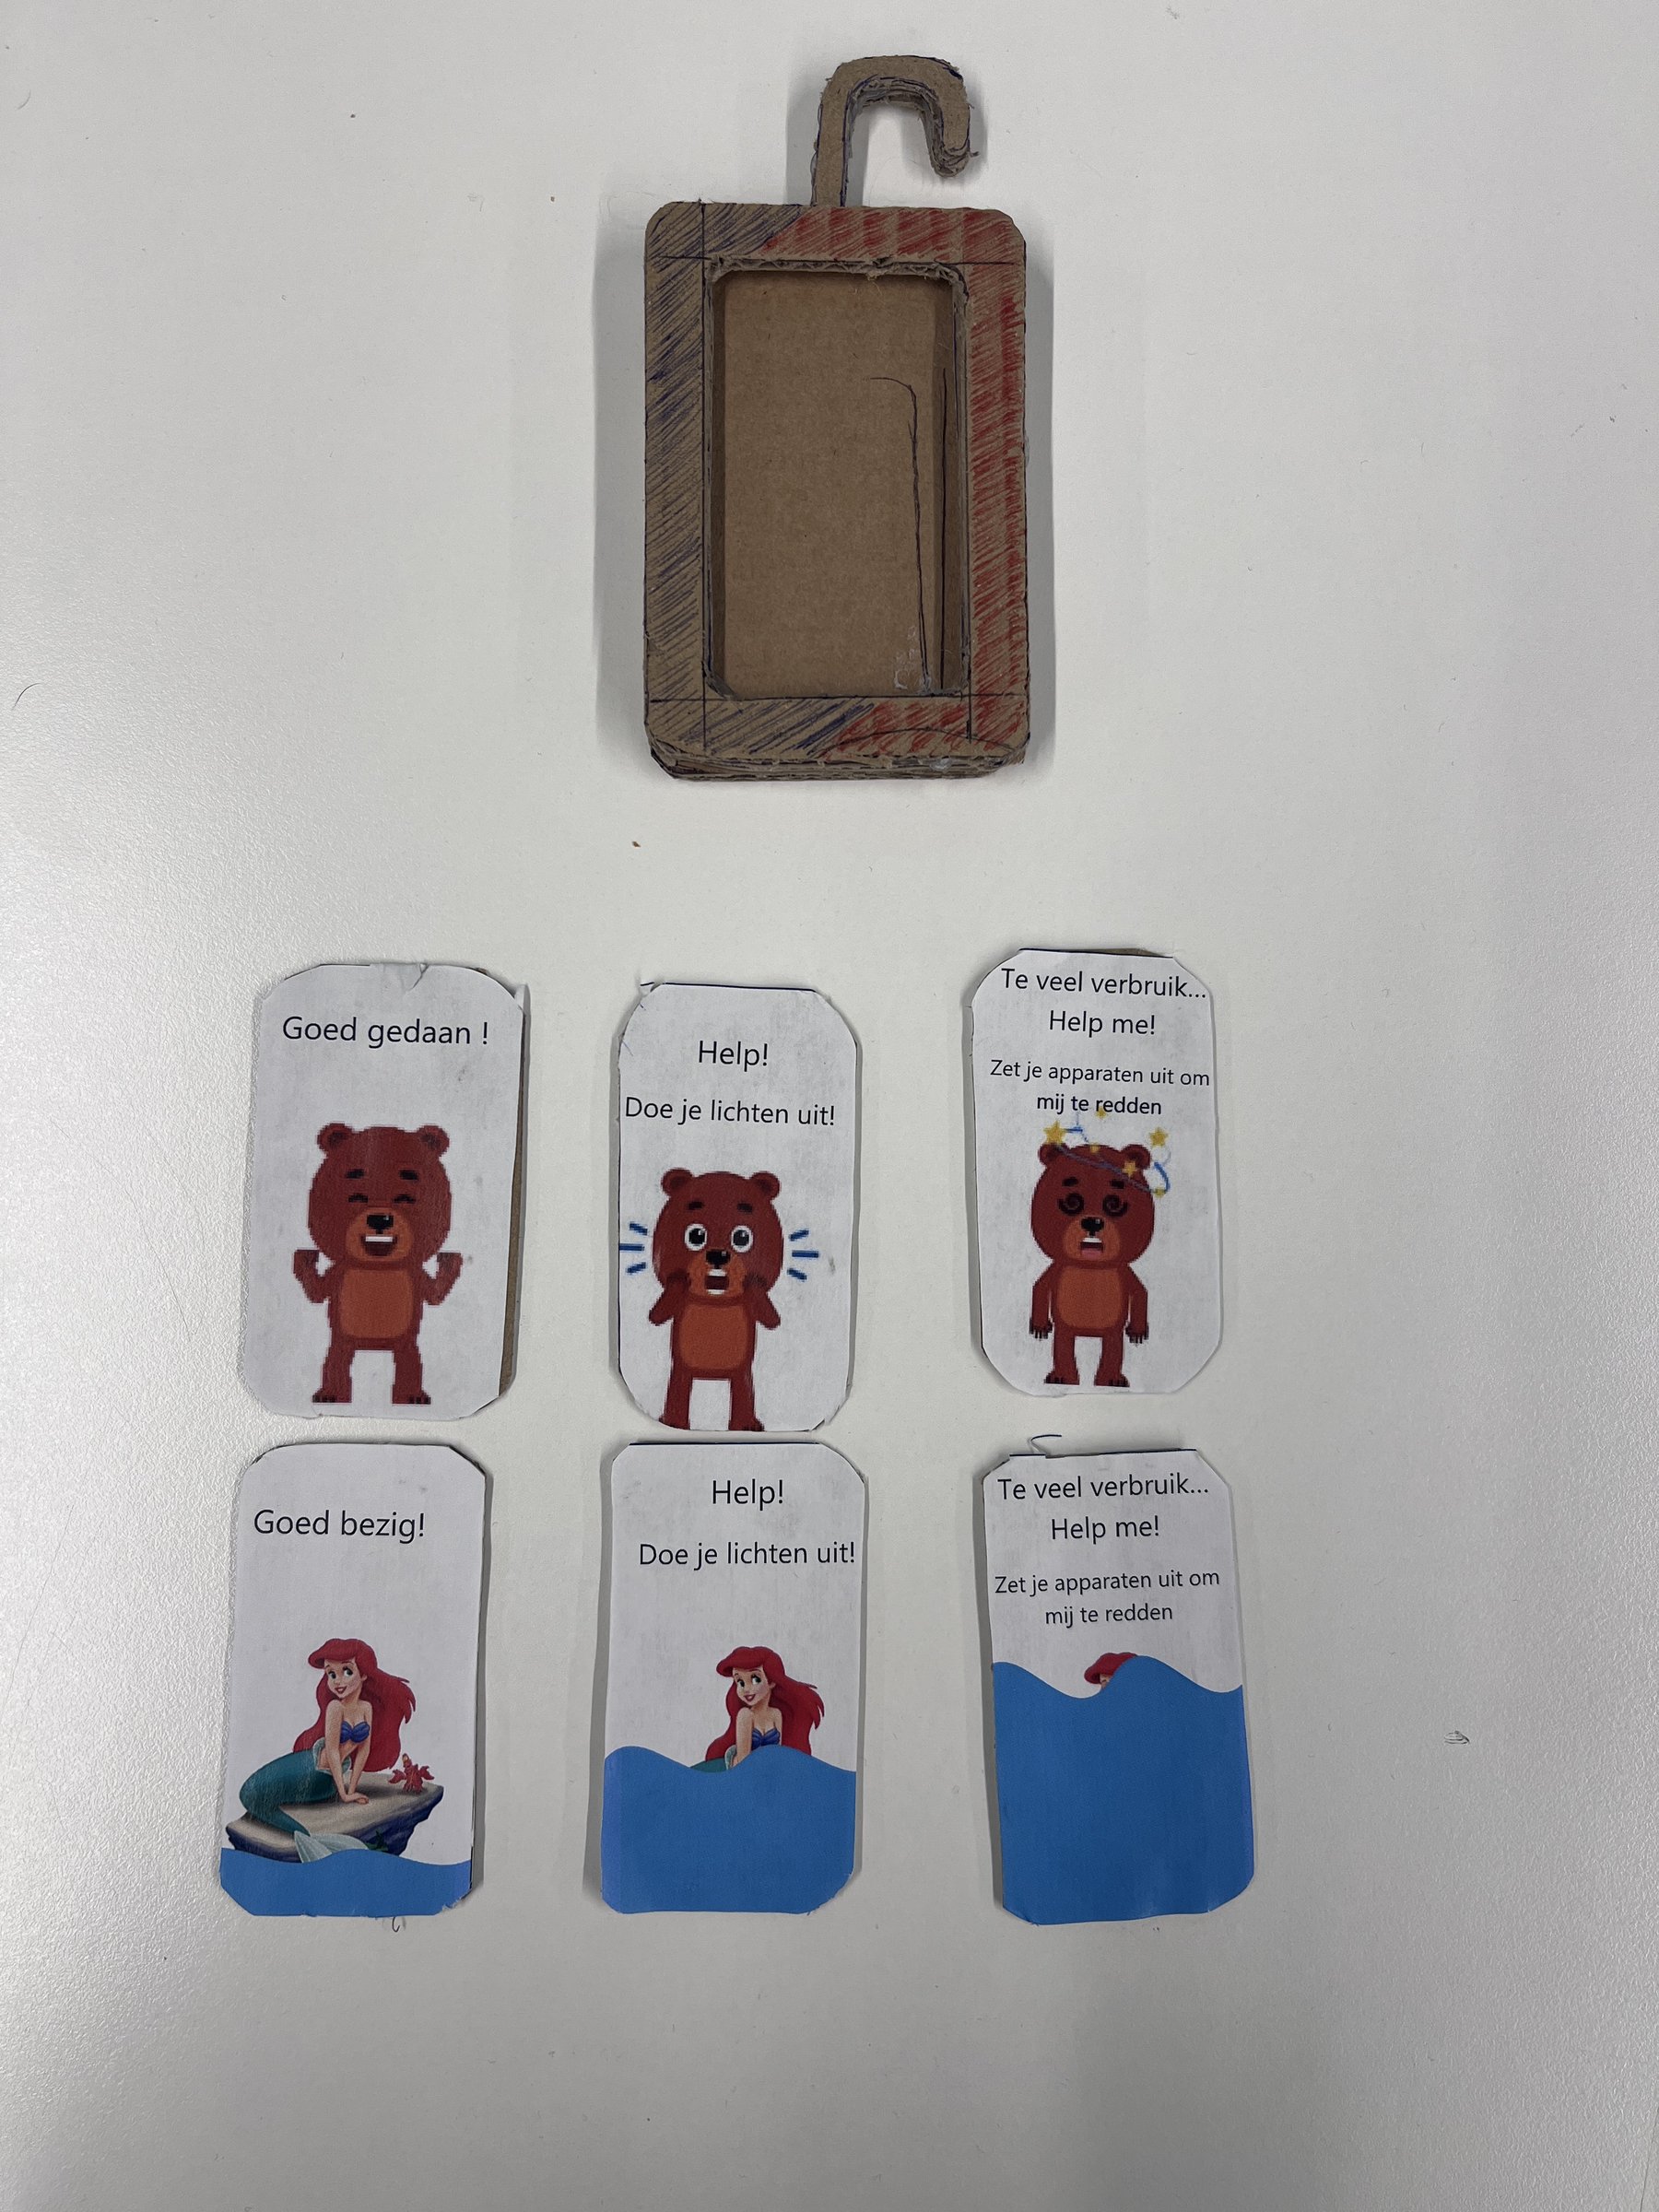 Goed gedaan !
Help!
Doe je lichten uit!
Te veel verbruik...
Help me!
Zet je apparaten uit om
mij te redden
Goed bezig!
Help!
Doe je lichten uit!
Te veel verbruik...
Help me!
Zet je apparaten uit om
mij te redden